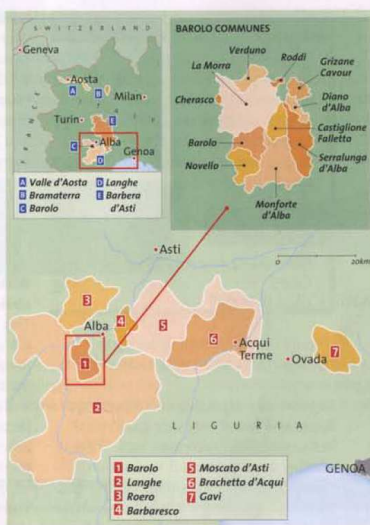 SWITZERLAND
Geneva
Aosta
A
B
Milan
Turin
E
C
Alba
D
Genoa
FRANCE
A Valle d'Aosta
B Bramaterra
C Barolo
D Langhe
E Barbera
d'Asti
BAROLO COMMUNES
Verduno
Roddi
La Morra
Grizane
Cavour
Cherasco
Diano
d'Alba
Barolo
Castiglione
Falletto
Novello
Serralunga
d'Alba
Monforte
d'Alba
Asti
0 20km
3
Alba
4
5
6
Acqui
Terme
Ovada
7
1
2
LIGURIA
GENOA
1 Barolo
2 Langhe
3 Roero
4 Barbaresco
5 Moscato d'Asti
6 Brachetto d'Acqui
7 Gavi